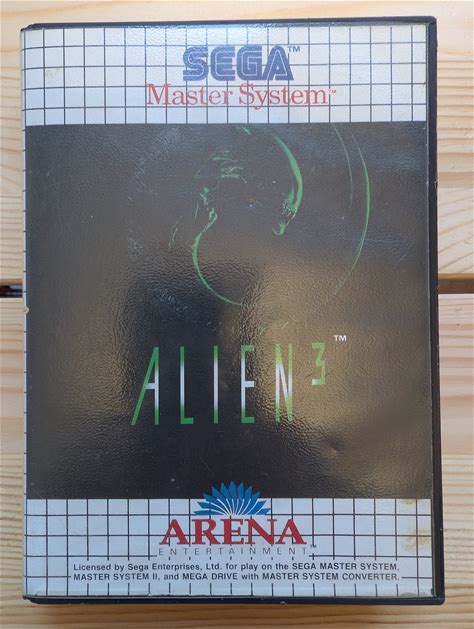 SEGA™
Master System™
ALIEN³™
ARENA™
ENTERTAINMENT
Licensed by Sega Enterprises, Ltd. for play on the SEGA MASTER SYSTEM,
MASTER SYSTEM II, and MEGA DRIVE with MASTER SYSTEM CONVERTER.